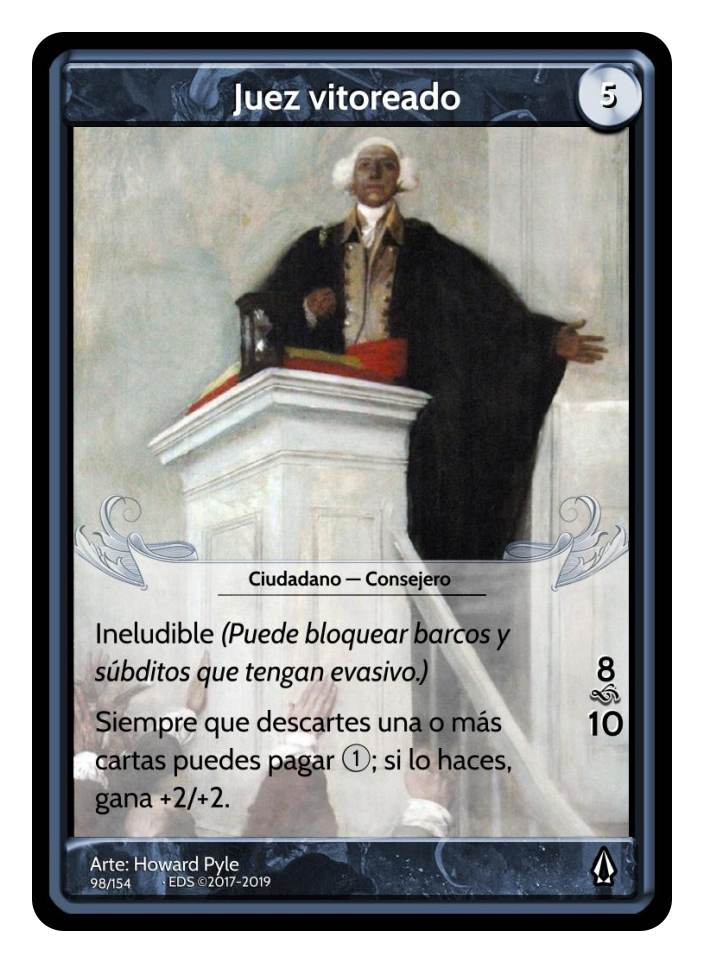 Juez vitoreado
5
Ciudadano — Consejero
Ineludible (Puede bloquear barcos y
súbditos que tengan evasivo.)
8
10
Siempre que descartes una o más
cartas puedes pagar ①; si lo haces,
gana +2/+2.
Arte: Howard Pyle
98/154 · EDS ©2017-2019